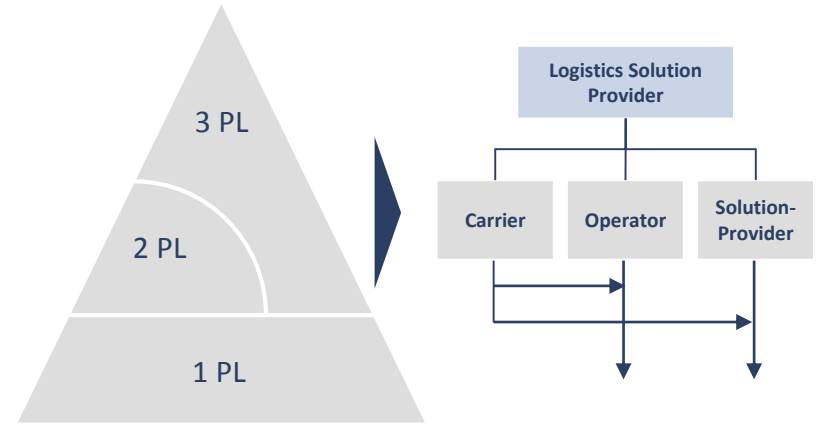 3 PL
2 PL
1 PL
Logistics Solution
Provider
Carrier
Operator
Solution-
Provider